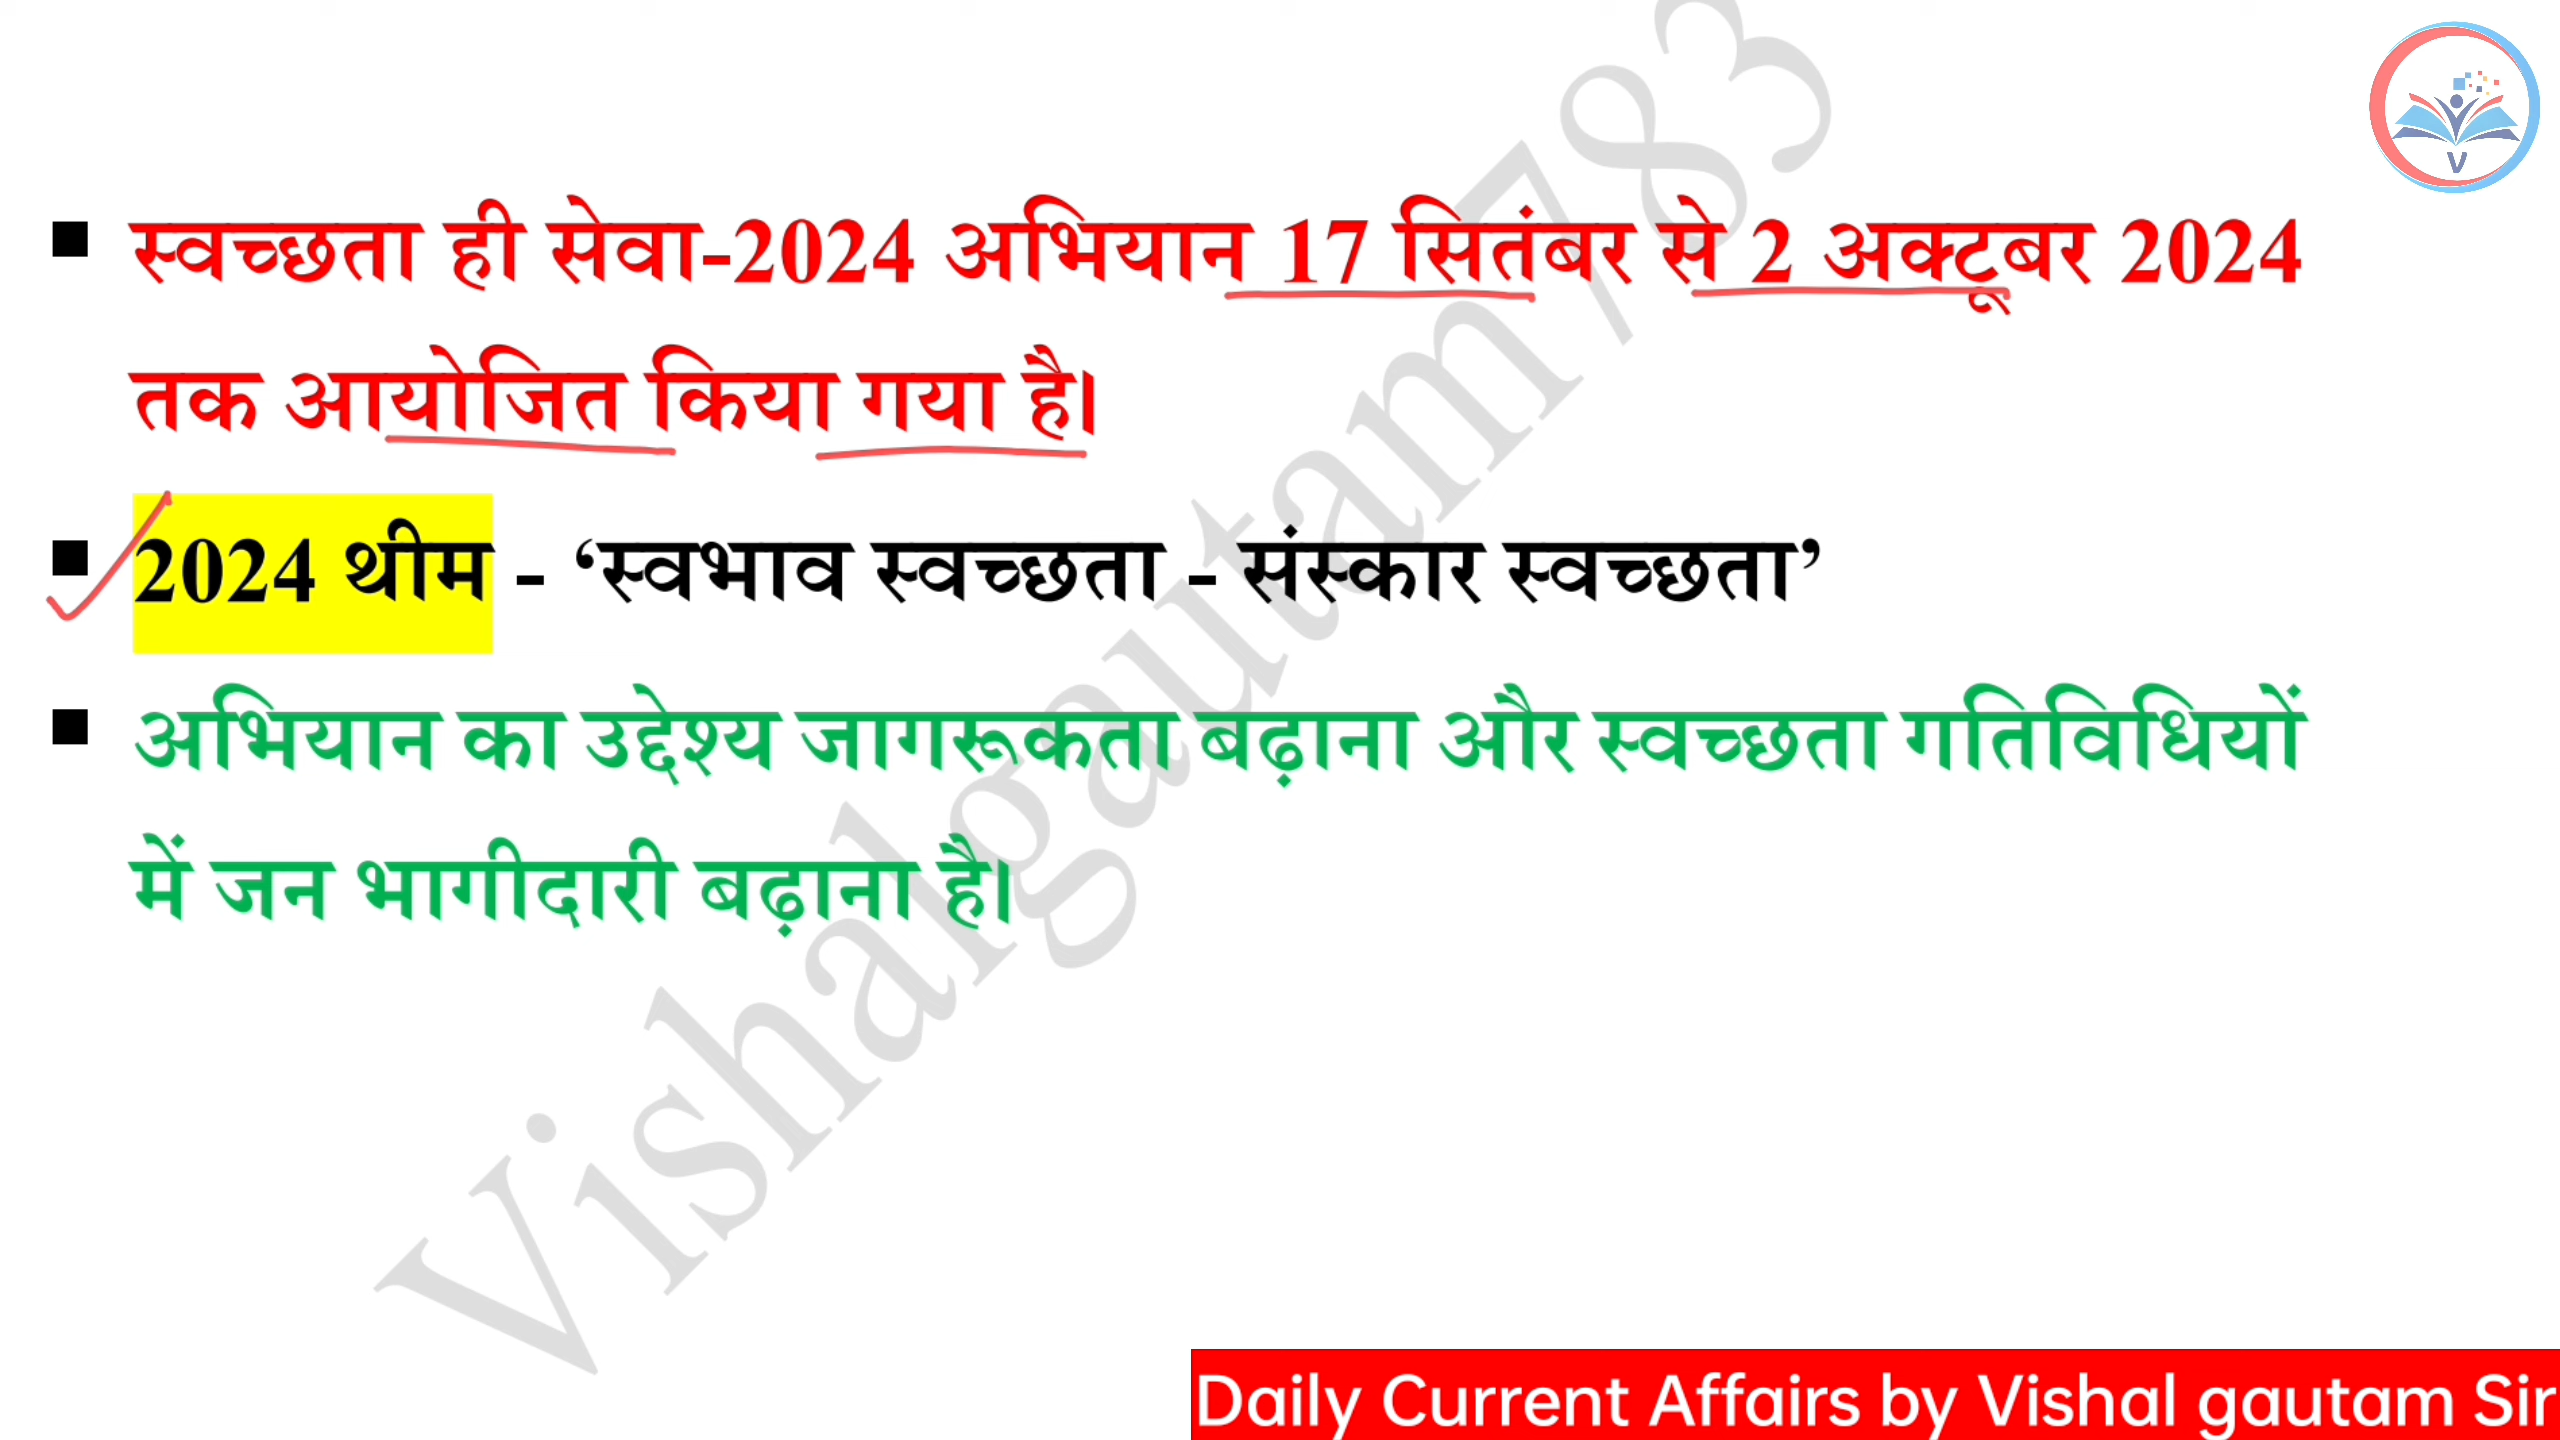 V
▪ स्वच्छता ही सेवा-2024 अभियान 17 सितंबर से 2 अक्टूबर 2024
तक आयोजित किया गया है।
▪ 2024 थीम - ‘स्वभाव स्वच्छता - संस्कार स्वच्छता’
▪ अभियान का उद्देश्य जागरूकता बढ़ाना और स्वच्छता गतिविधियों
में जन भागीदारी बढ़ाना है।
Vishalgautam783
Daily Current Affairs by Vishal gautam Sir